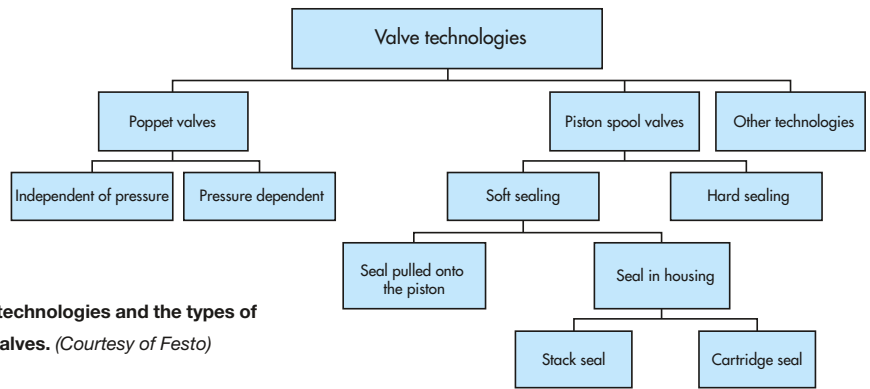 Valve technologies
Poppet valves
Piston spool valves
Other technologies
Independent of pressure
Pressure dependent
Soft sealing
Hard sealing
Seal pulled onto
the piston
Seal in housing
technologies and the types of
alves. (Courtesy of Festo)
Stack seal
Cartridge seal